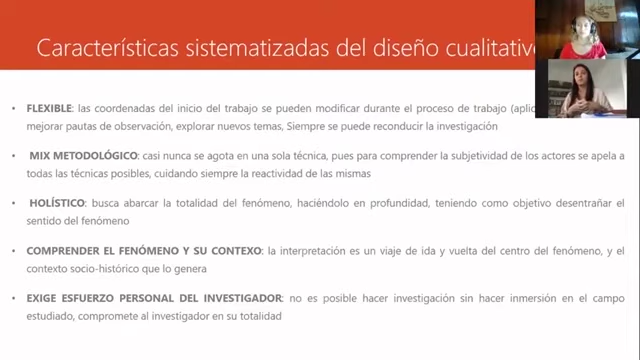 Características sistematizadas del diseño cualitativo
• FLEXIBLE: las coordenadas del inicio del trabajo se pueden modificar durante el proceso de trabajo
mejorar pautas de observación, explorar nuevos temas, Siempre se puede reconducir la investigación
• MIX METODOLÓGICO: casi nunca se agota en una sola técnica, pues para comprender la subjetividad de los actores se apela a
todas las técnicas posibles, cuidando siempre la reactividad de las mismas
• HOLÍSTICO: busca abarcar la totalidad del fenómeno, haciéndolo en profundidad, teniendo como objetivo desentrañar el
sentido del fenómeno
• COMPRENDER EL FENÓMENO Y SU CONTEXO: la interpretación es un viaje de ida y vuelta del centro del fenómeno, y el
contexto socio-histórico que lo genera
• EXIGE ESFUERZO PERSONAL DEL INVESTIGADOR: no es posible hacer investigación sin hacer inmersión en el campo
estudiado, compromete al investigador en su totalidad